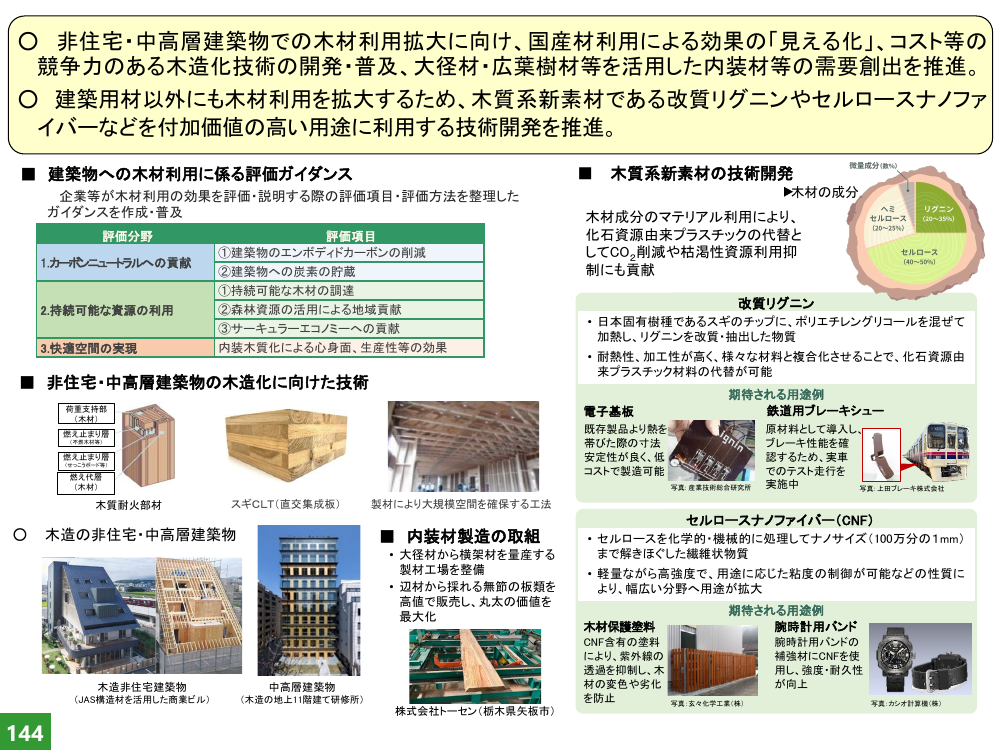 〇　非住宅・中高層建築物での木材利用拡大に向け、国産材利用による効果の「見える化」、コスト等の
競争力のある木造化技術の開発・普及、大径材・広葉樹材等を活用した内装材等の需要創出を推進。
〇　建築用材以外にも木材利用を拡大するため、木質系新素材である改質リグニンやセルロースナノファ
イバーなどを付加価値の高い用途に利用する技術開発を推進。
■　建築物への木材利用に係る評価ガイダンス
企業等が木材利用の効果を評価・説明する際の評価項目・評価方法を整理した
ガイダンスを作成・普及
評価分野　評価項目
1.カーボンニュートラルへの貢献
①建築物のエンボディドカーボンの削減
②建築物への炭素の貯蔵
2.持続可能な資源の利用
①持続可能な木材の調達
②森林資源の活用による地域貢献
③サーキュラーエコノミーへの貢献
3.快適空間の実現
内装木質化による心身面、生産性等の効果
■　非住宅・中高層建築物の木造化に向けた技術
荷重支持部
（木材）
燃え止まり層
（不燃木材等）
燃え止まり層
（せっこうボード等）
燃え代層
（木材）
木質耐火部材
スギCLT（直交集成板）
製材により大規模空間を確保する工法
〇　木造の非住宅・中高層建築物
木造非住宅建築物
（JAS構造材を活用した商業ビル）
中高層建築物
（木造の地上11階建て研修所）
■　内装材製造の取組
・ 大径材から横架材を量産する
製材工場を整備
・ 辺材から採れる無節の板類を
高値で販売し、丸太の価値を
最大化
株式会社トーセン（栃木県矢板市）
■　木質系新素材の技術開発
▶木材の成分
微量成分（数%）
リグニン
（20～35%）
ヘミ
セルロース
（20～25%）
セルロース
（40～50%）
木材成分のマテリアル利用により、
化石資源由来プラスチックの代替と
してCO2削減や枯渇性資源利用抑
制にも貢献
改質リグニン
・ 日本固有樹種であるスギのチップに、ポリエチレングリコールを混ぜて
加熱し、リグニンを改質・抽出した物質
・ 耐熱性、加工性が高く、様々な材料と複合化させることで、化石資源由
来プラスチック材料の代替が可能
期待される用途例
電子基板
既存製品より熱を
帯びた際の寸法
安定性が良く、低
コストで製造可能
ignin
写真：産業技術総合研究所
鉄道用ブレーキシュー
原材料として導入し、
ブレーキ性能を確
認するため、実車
でのテスト走行を
実施中
写真：上田ブレーキ株式会社
セルロースナノファイバー（CNF）
・ セルロースを化学的・機械的に処理してナノサイズ（100万分の1mm）
まで解きほぐした繊維状物質
・ 軽量ながら高強度で、用途に応じた粘度の制御が可能などの性質に
より、幅広い分野へ用途が拡大
期待される用途例
木材保護塗料
CNF含有の塗料
により、紫外線の
透過を抑制し、木
材の変色や劣化
を防止
写真：玄々化学工業（株）
腕時計用バンド
腕時計用バンドの
補強材にCNFを使
用し、強度・耐久性
が向上
写真：カシオ計算機（株）
144